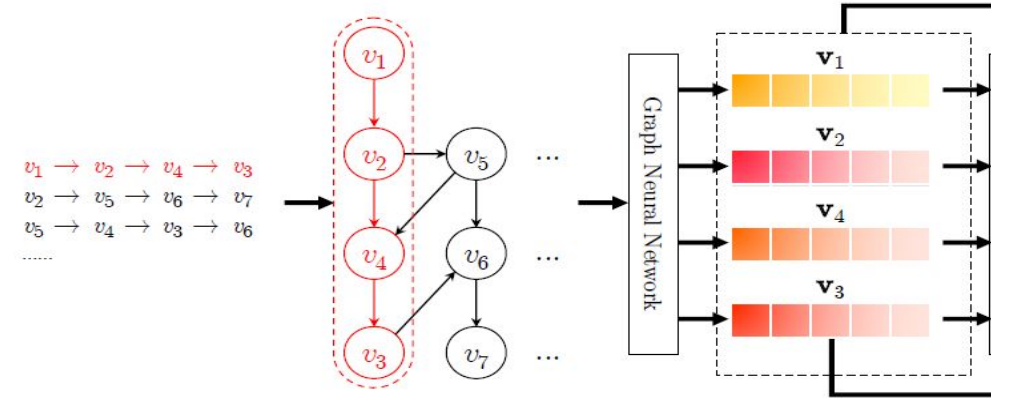 v₁ → v₂ → v₄ → v₃
v₂ → v₅ → v₆ → v₇
v₅ → v₄ → v₃ → v₆
......
v₁
v₂
v₅
...
v₄
v₆
...
v₃
v₇
...
Graph Neural Network
𝐯₁
𝐯₂
𝐯₄
𝐯₃